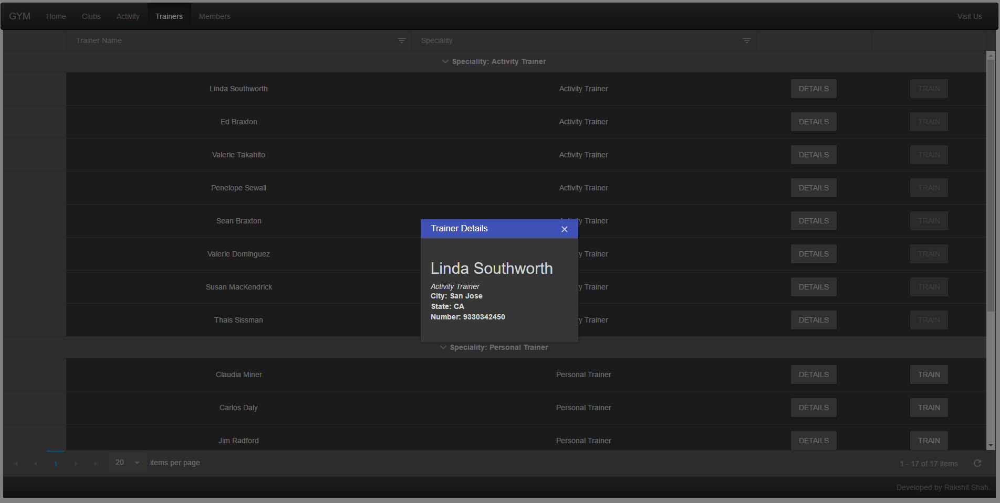 GYM Home Clubs Activity Trainers Members Visit Us
Trainer Name Speciality
Speciality: Activity Trainer
Linda Southworth Activity Trainer DETAILS TRAIN
Ed Braxton Activity Trainer DETAILS TRAIN
Valerie Takahito Activity Trainer DETAILS TRAIN
Penelope Sewall Activity Trainer DETAILS TRAIN
Sean Braxton Trainer DETAILS TRAIN
Valerie Dominguez Trainer DETAILS TRAIN
Susan MacKendrick Trainer DETAILS TRAIN
Thais Sissman Trainer DETAILS TRAIN
Trainer Details
Linda Southworth
Activity Trainer
City: San Jose
State: CA
Number: 9330342450
Speciality: Personal Trainer
Claudia Miner Personal Trainer DETAILS TRAIN
Carlos Daly Personal Trainer DETAILS TRAIN
Jim Radford Personal Trainer DETAILS TRAIN
1 20 items per page 1 - 17 of 17 items
Developed by Rakshit Shah.